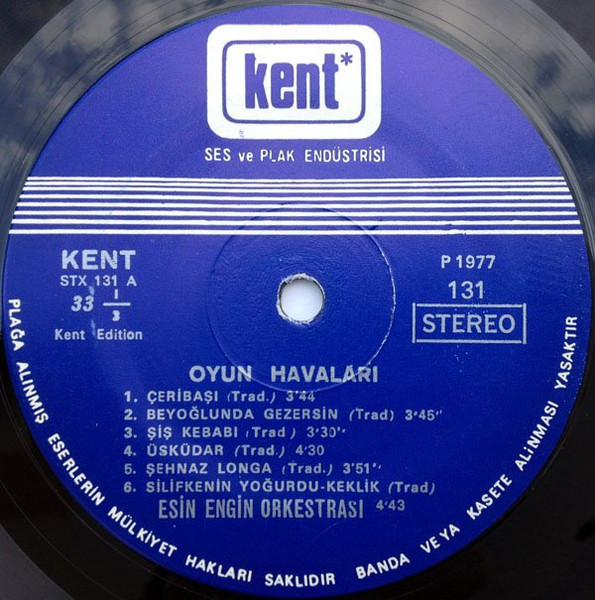 kent*
SES ve PLAK ENDÜSTRİSİ
KENT
STX 131 A
33 1/3
Kent Edition
P 1977
131
STEREO
OYUN HAVALARI
1. ÇERİBAŞI (Trad.) 3'44
2. BEYOĞLUNDA GEZERSİN (Trad) 3'45''
3. ŞİŞ KEBABI (Trad) 3'30''
4. ÜSKÜDAR (Trad.) 4'30
5. ŞEHNAZ LONGA (Trad.) 3'51''
6. SİLİFKENİN YOĞURDU-KEKLİK (Trad)
ESİN ENGİN ORKESTRASI 4'43
PLAĞA ALINMIŞ ESERLERİN MÜLKİYET HAKLARI SAKLIDIR BANDA VEYA KASETE ALINMASI YASAKTIR